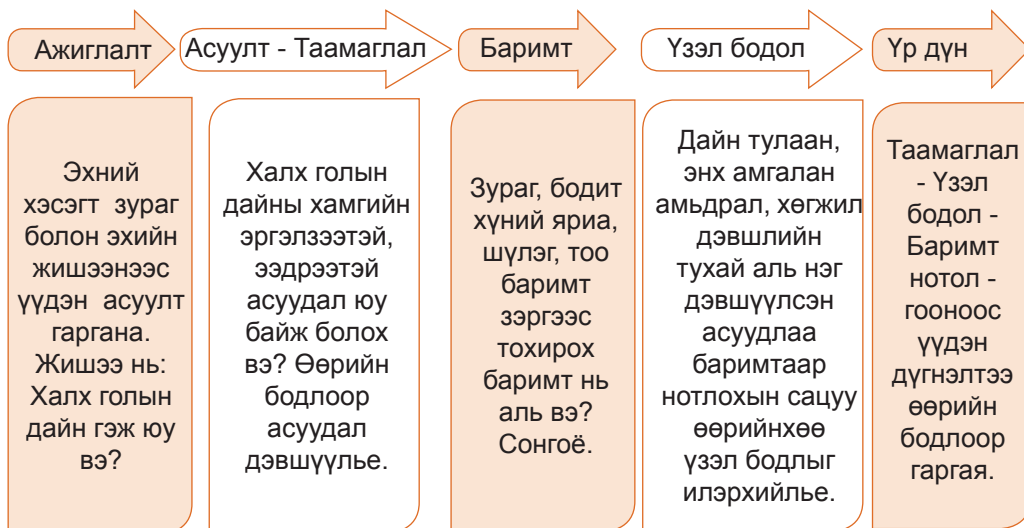 Ажиглалт
Эхний
хэсэгт зураг
болон эхийн
жишээнээс
үүдэн асуулт
гаргана.
Жишээ нь:
Халх голын
дайн гэж юу
вэ?
Асуулт - Таамаглал
Халх голын
дайны хамгийн
эргэлзээтэй,
ээдрээтэй
асуудал юу
байж болох
вэ? Өөрийн
бодлоор
асуудал
дэвшүүлье.
Баримт
Зураг, бодит
хүний яриа,
шүлэг, тоо
баримт
зэргээс
тохирох
баримт нь
аль вэ?
Сонгоё.
Үзэл бодол
Дайн тулаан,
энх амгалан
амьдрал, хөгжил
дэвшлийн
тухай аль нэг
дэвшүүлсэн
асуудлаа
баримтаар
нотлохын сацуу
өөрийнхөө
үзэл бодлыг
илэрхийлье.
Үр дүн
Таамаглал
- Үзэл
бодол -
Баримт
нотол -
гооноос
үүдэн
дүгнэлтээ
өөрийн
бодлоор
гаргая.